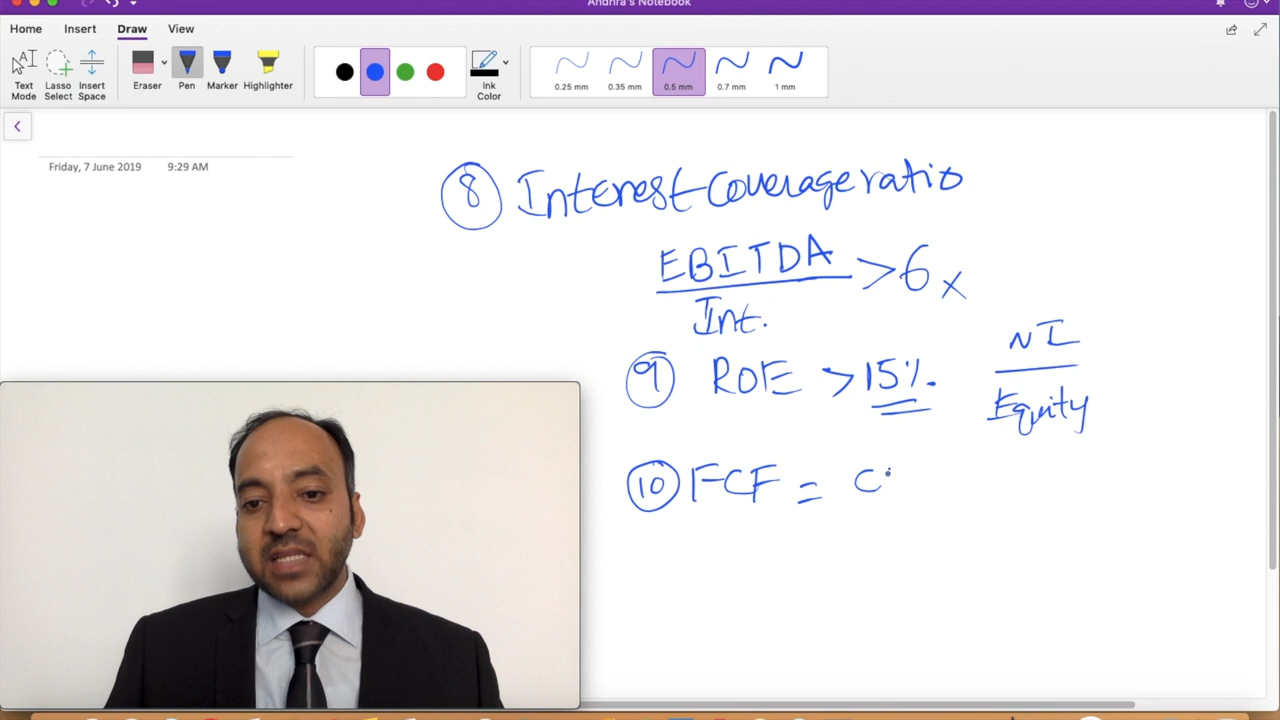 Andhra's Notebook
Home Insert Draw View
Text Mode
Lasso Select
Insert Space
Eraser
Pen
Marker
Highlighter
Ink Color
0.25 mm
0.35 mm
0.5 mm
0.7 mm
1 mm
Friday, 7 June 2019 9:29 AM
8 Interest coverage ratio
EBITDA
Int.
> 6x
9 ROE > 15%.
NI
Equity
10 FCF = C